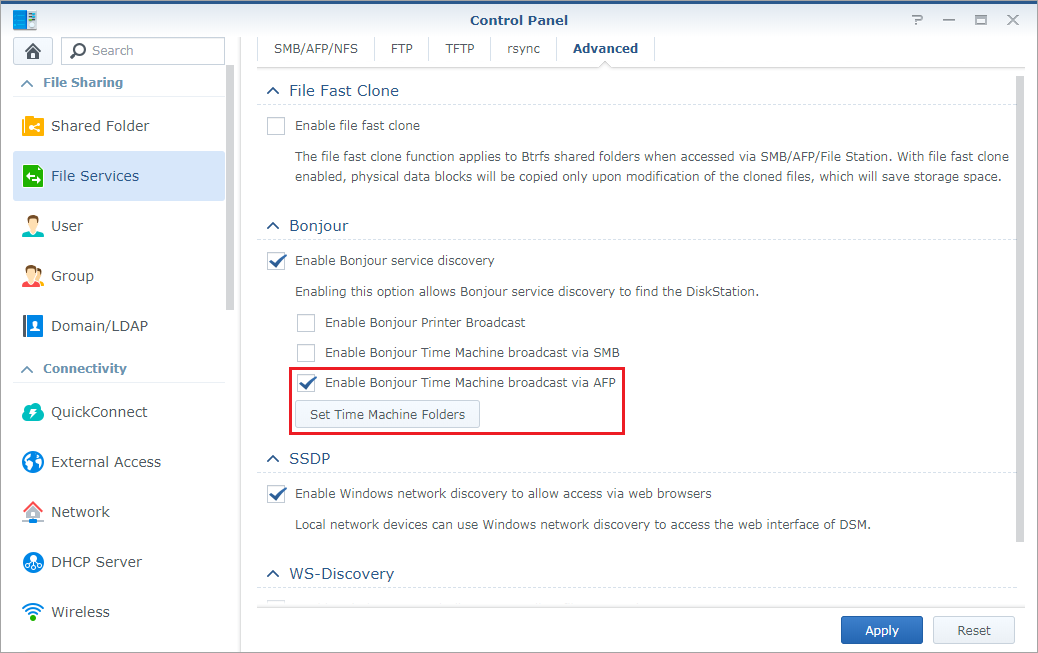 Control Panel
Search
SMB/AFP/NFS FTP TFTP rsync Advanced
File Sharing
Shared Folder
File Services
User
Group
Domain/LDAP
Connectivity
QuickConnect
External Access
Network
DHCP Server
Wireless
File Fast Clone
Enable file fast clone
The file fast clone function applies to Btrfs shared folders when accessed via SMB/AFP/File Station. With file fast clone
enabled, physical data blocks will be copied only upon modification of the cloned files, which will save storage space.
Bonjour
Enable Bonjour service discovery
Enabling this option allows Bonjour service discovery to find the DiskStation.
Enable Bonjour Printer Broadcast
Enable Bonjour Time Machine broadcast via SMB
Enable Bonjour Time Machine broadcast via AFP
Set Time Machine Folders
SSDP
Enable Windows network discovery to allow access via web browsers
Local network devices can use Windows network discovery to access the web interface of DSM.
WS-Discovery
Apply Reset